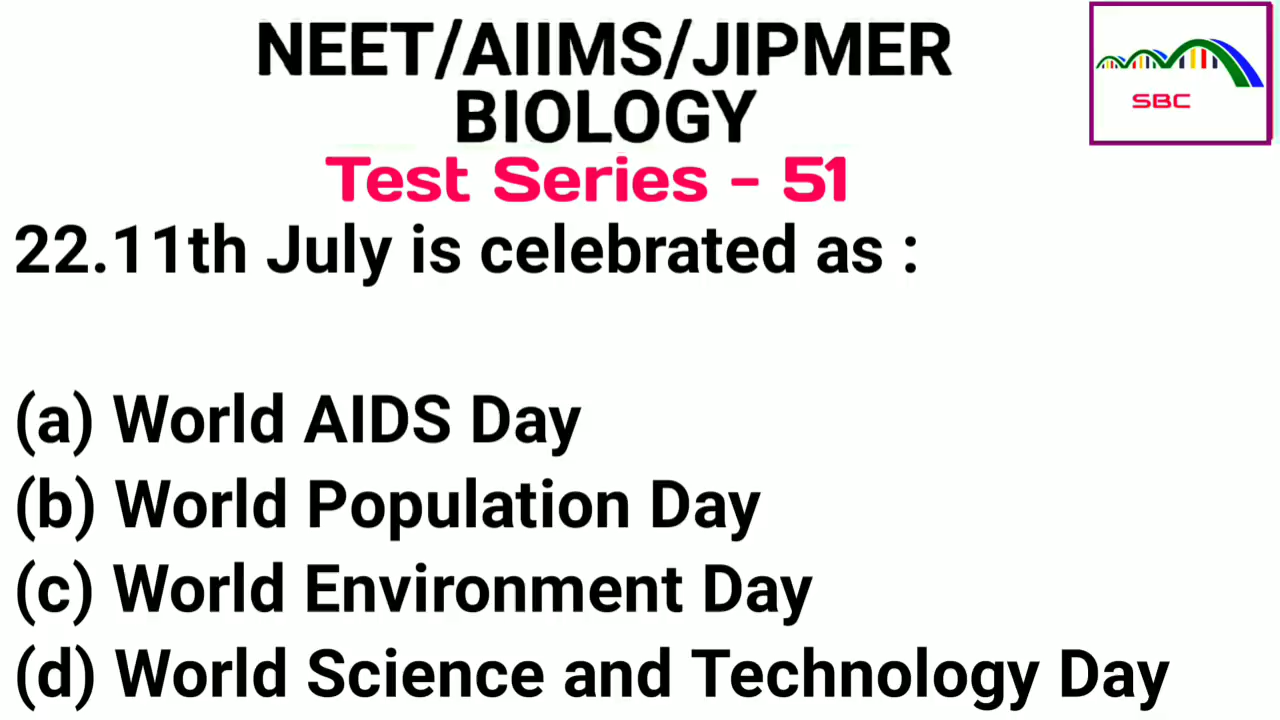 NEET/AIIMS/JIPMER
BIOLOGY
SBC
Test Series - 51
22.11th July is celebrated as :
(a) World AIDS Day
(b) World Population Day
(c) World Environment Day
(d) World Science and Technology Day